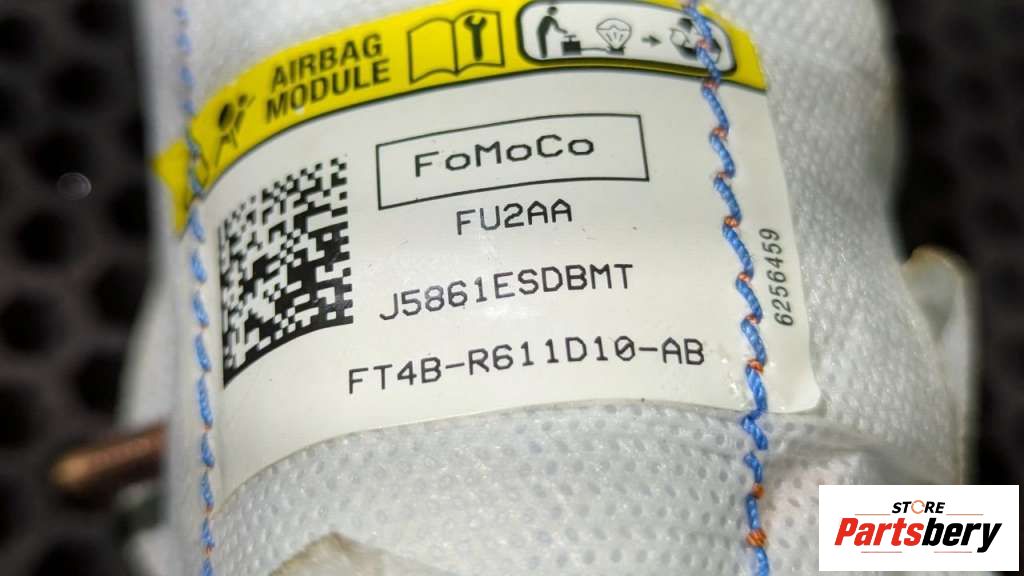 AIRBAG
MODULE
FoMoCo
FU2AA
J5861ESDBMT
FT4B-R611D10-AB
6256459
STORE
Partsbery